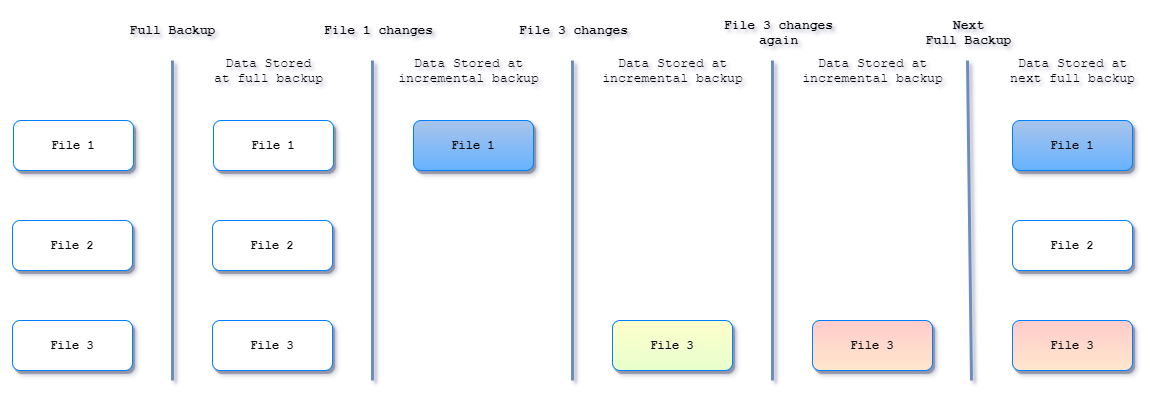 Full Backup
File 1 changes
File 3 changes
File 3 changes
again
Next
Full Backup
Data Stored
at full backup
Data Stored at
incremental backup
Data Stored at
incremental backup
Data Stored at
incremental backup
Data Stored at
next full backup
File 1
File 1
File 1
File 1
File 2
File 2
File 2
File 3
File 3
File 3
File 3
File 3